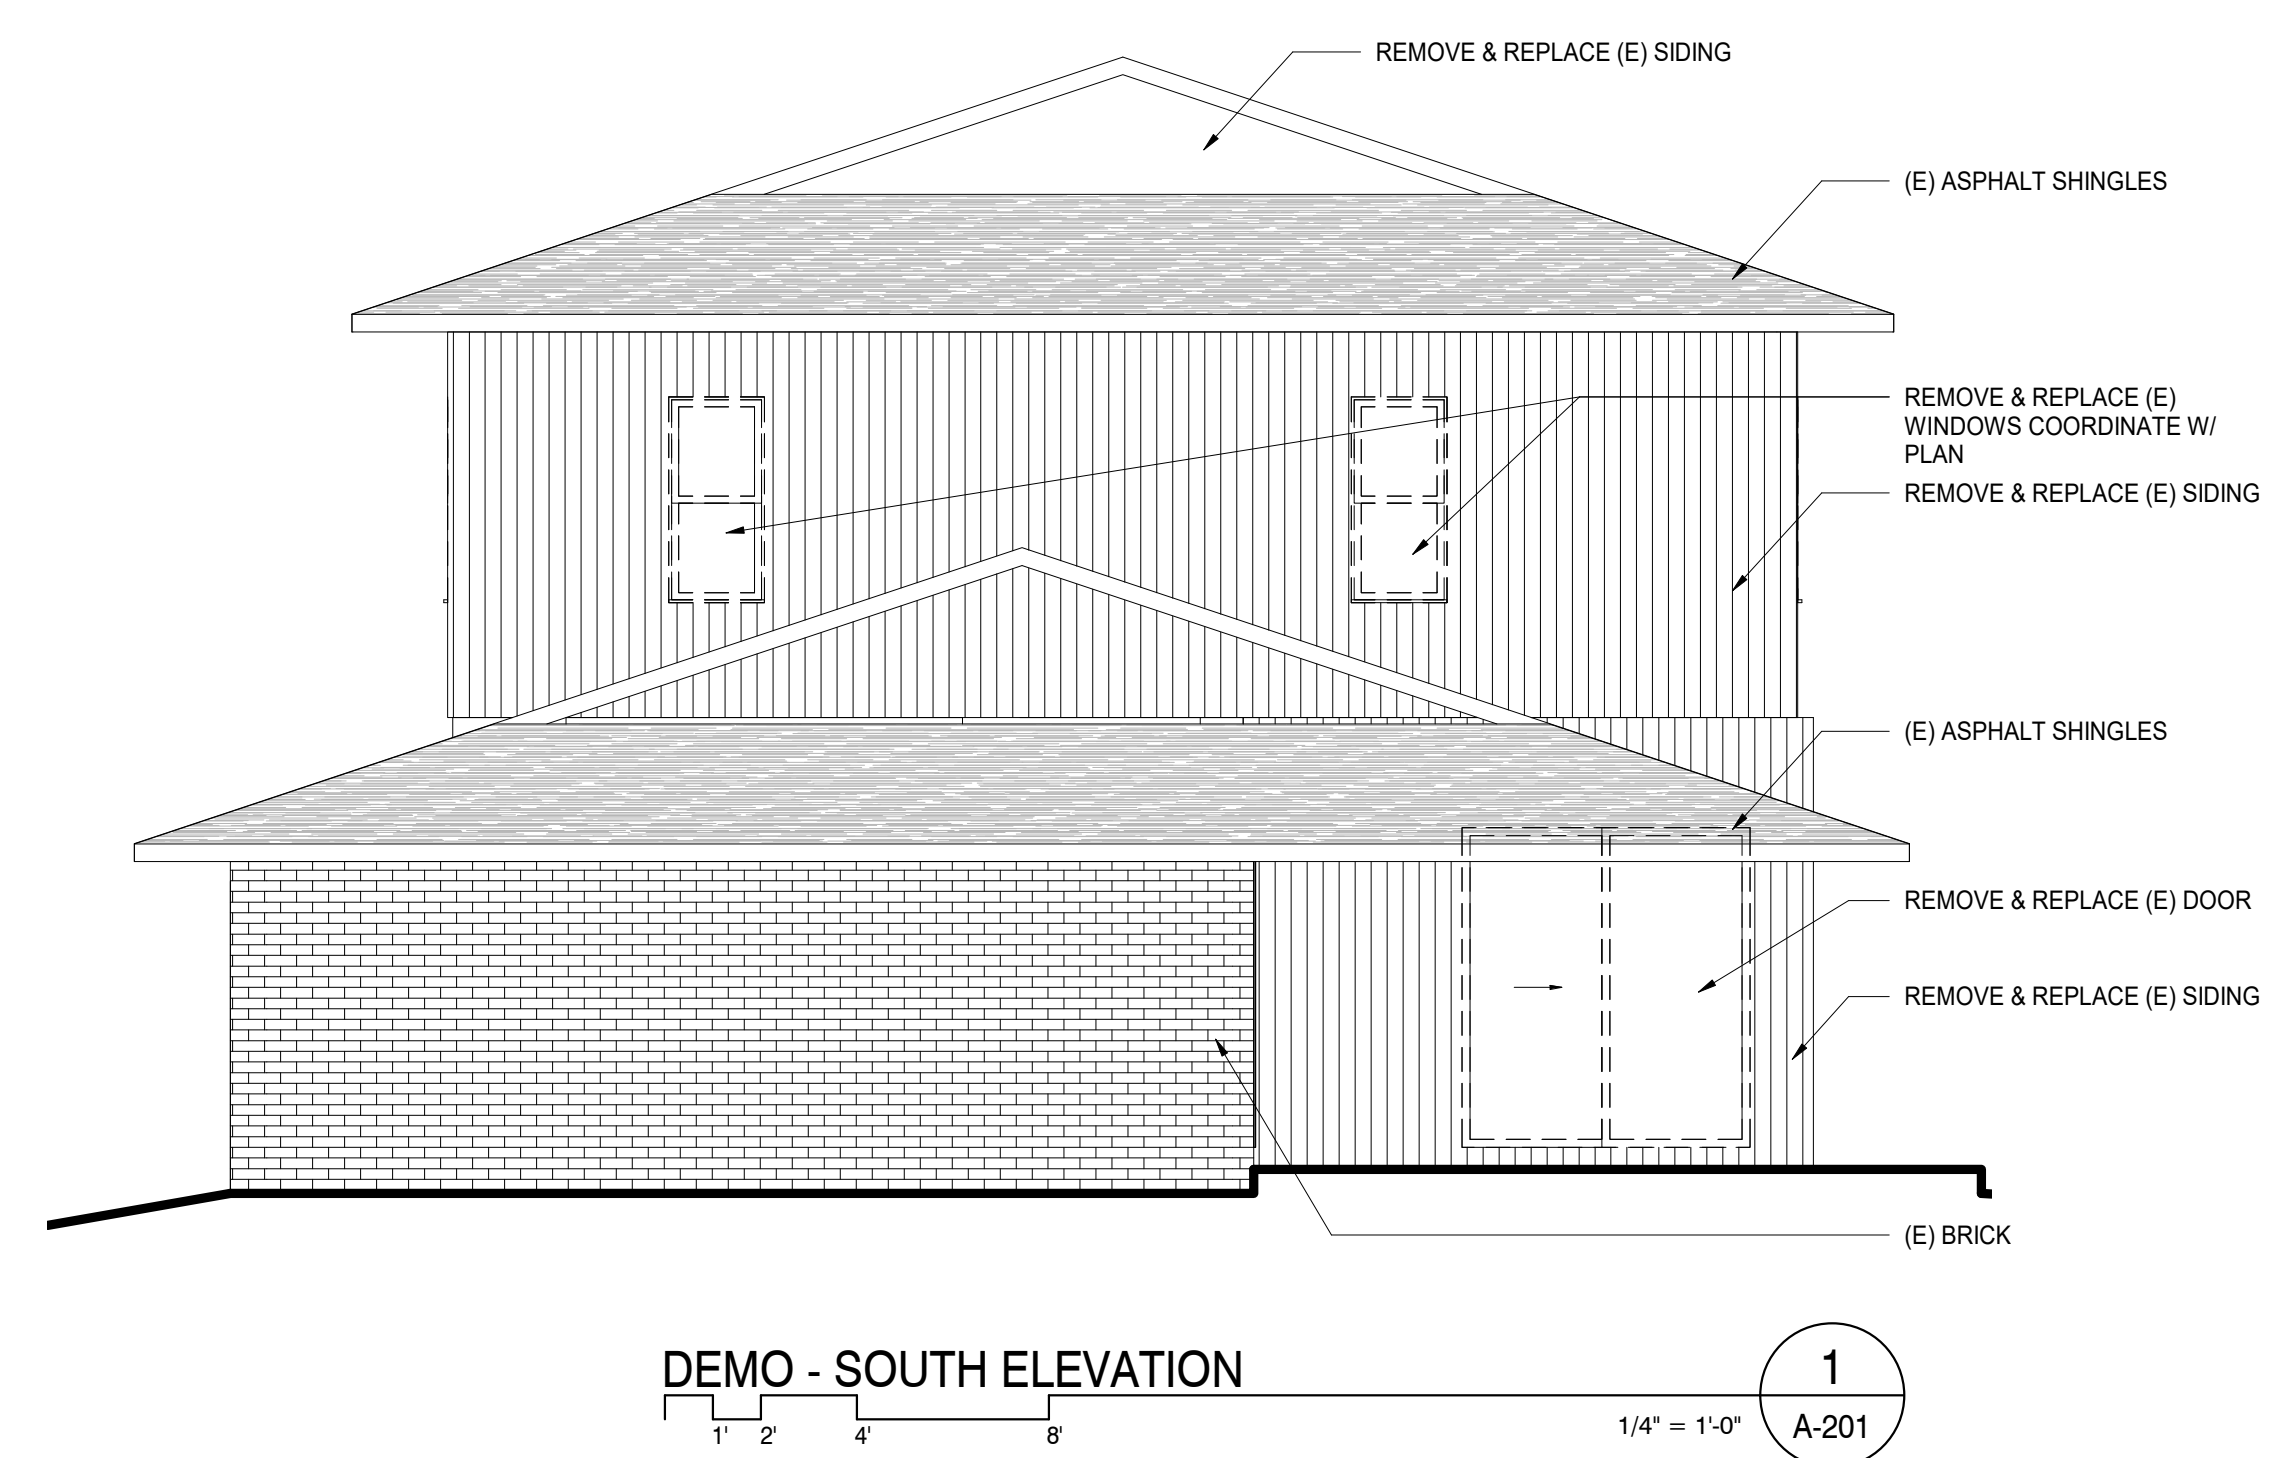 REMOVE & REPLACE (E) SIDING
(E) ASPHALT SHINGLES
REMOVE & REPLACE (E)
WINDOWS COORDINATE W/
PLAN
REMOVE & REPLACE (E) SIDING
(E) ASPHALT SHINGLES
REMOVE & REPLACE (E) DOOR
REMOVE & REPLACE (E) SIDING
(E) BRICK
DEMO - SOUTH ELEVATION
1' 2' 4' 8'
1/4" = 1'-0"
1
A-201